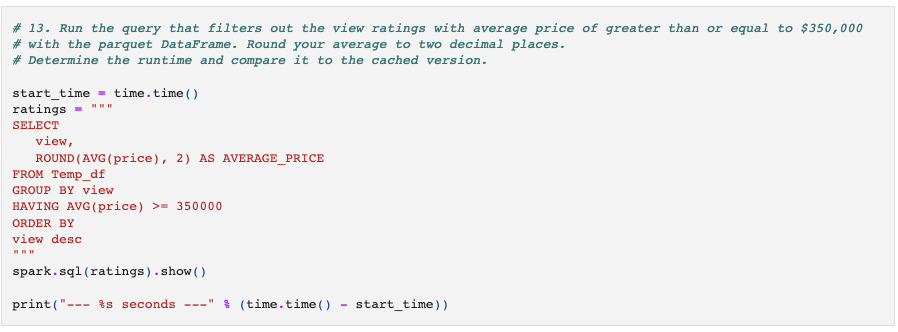 # 13. Run the query that filters out the view ratings with average price of greater than or equal to $350,000
# with the parquet DataFrame. Round your average to two decimal places.
# Determine the runtime and compare it to the cached version.
start_time = time.time()
ratings = """
SELECT
   view,
   ROUND(AVG(price), 2) AS AVERAGE_PRICE
FROM Temp_df
GROUP BY view
HAVING AVG(price) >= 350000
ORDER BY
view desc
"""
spark.sql(ratings).show()
print("--- %s seconds ---" % (time.time() - start_time))